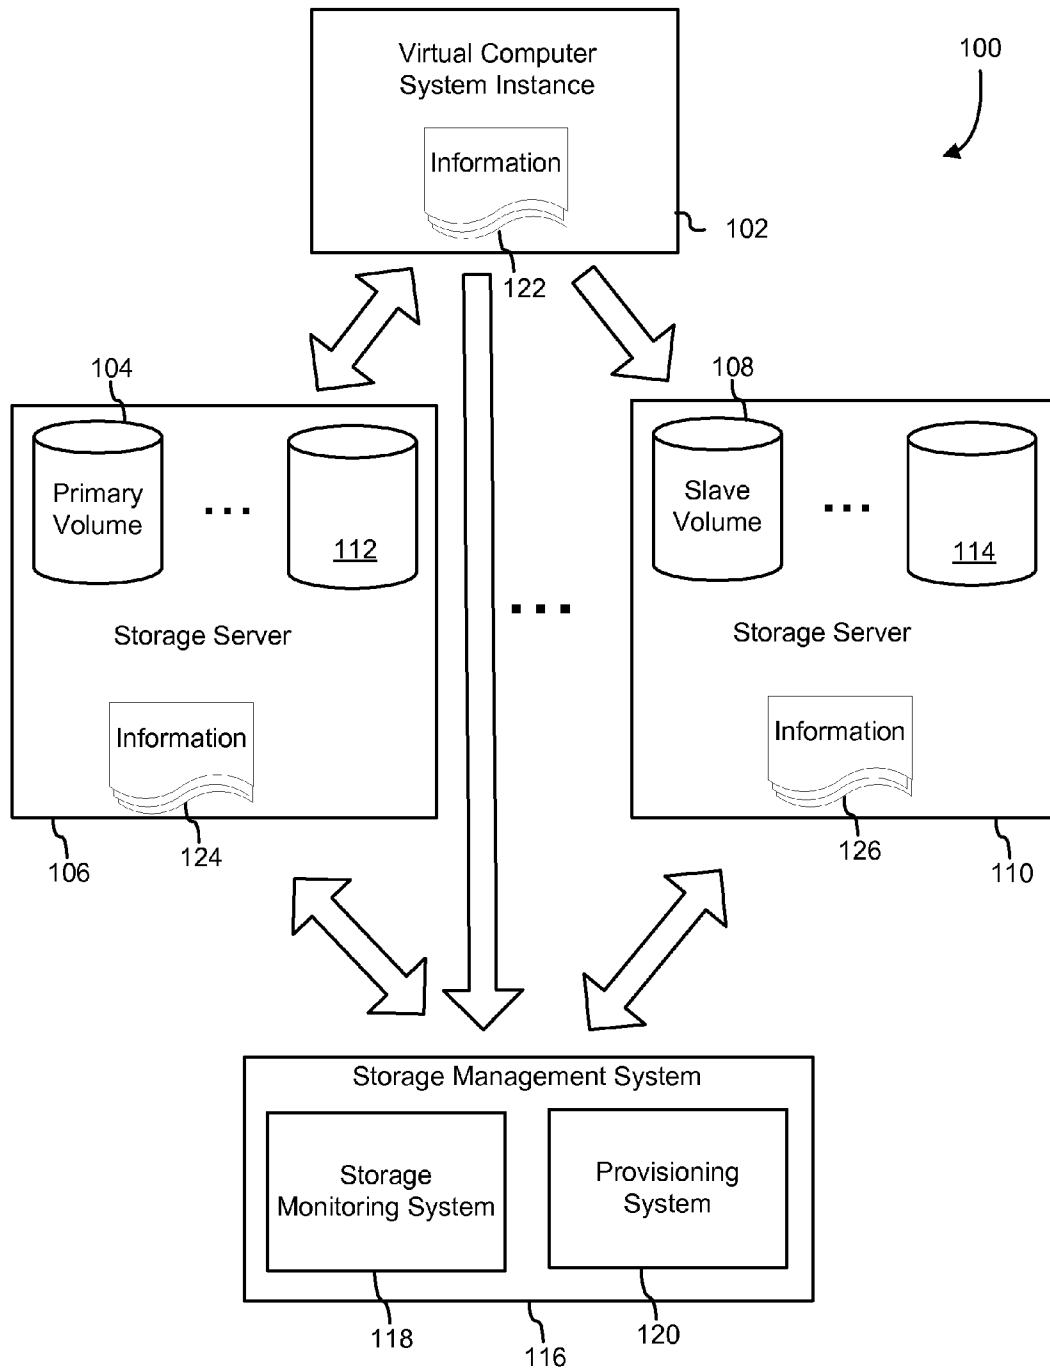 Virtual Computer
System Instance
100
Information
102
122
104
108
Primary
Volume
...
112
Slave
Volume
...
114
...
Storage Server
Storage Server
Information
Information
106
124
126
110
Storage Management System
Storage
Monitoring System
Provisioning
System
118
116
120